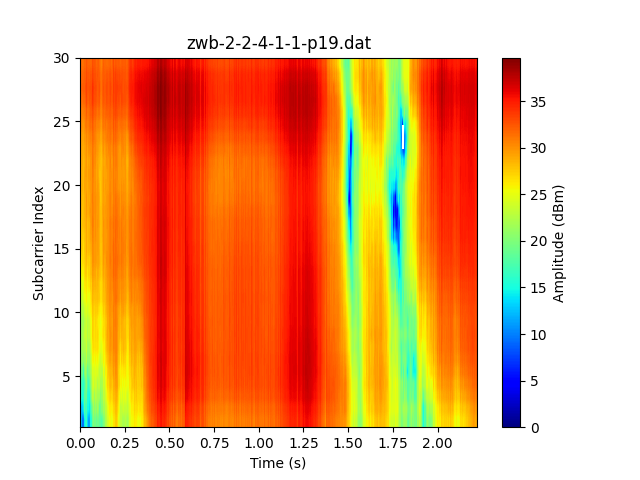 zwb-2-2-4-1-1-p19.dat
30
25
20
15
10
5
Subcarrier Index
0.00 0.25 0.50 0.75 1.00 1.25 1.50 1.75 2.00
Time (s)
35
30
25
20
15
10
5
0
Amplitude (dBm)